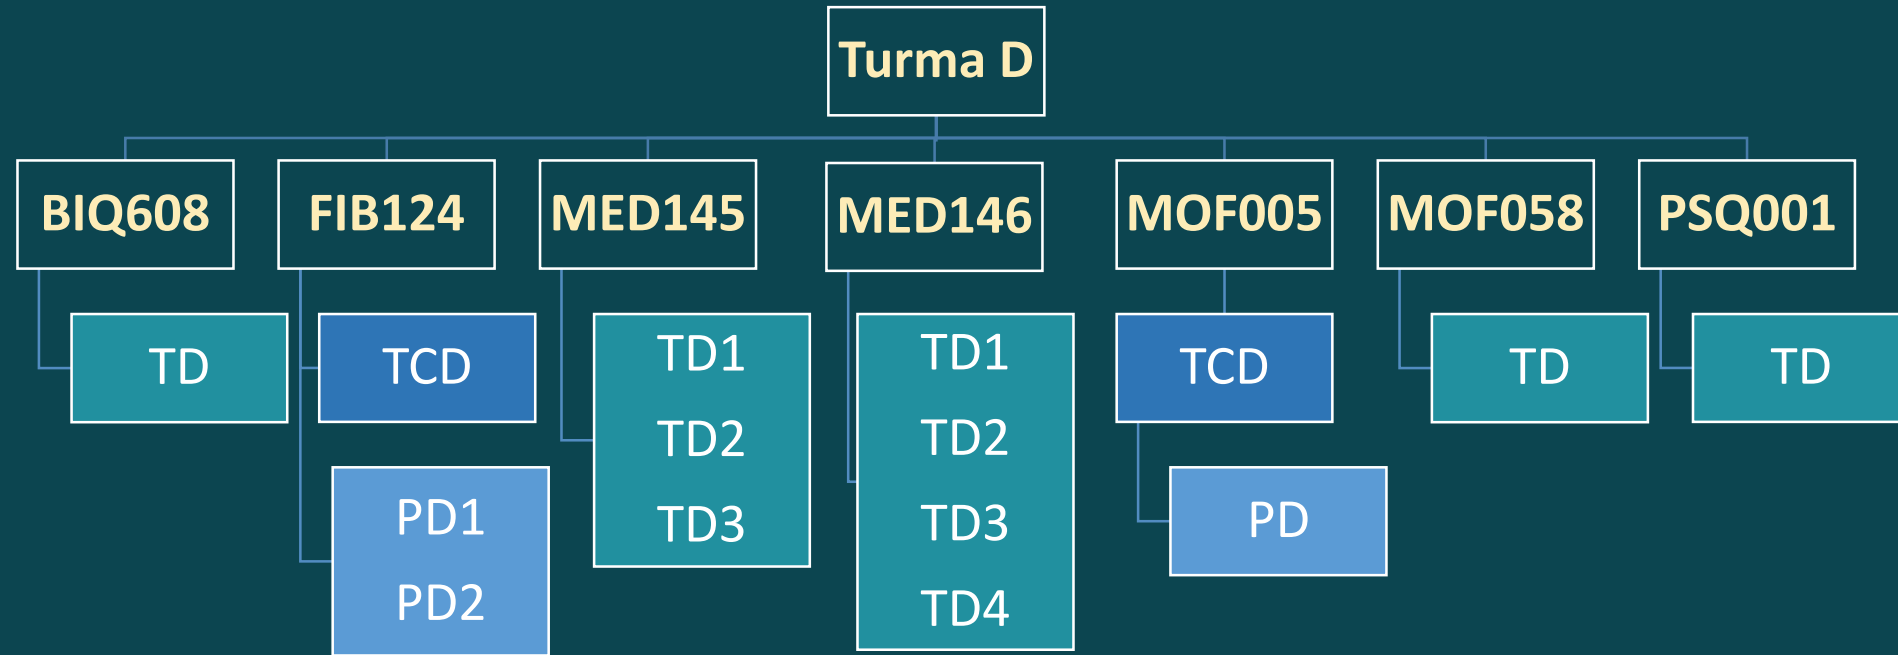 Turma D
BIQ608
FIB124
MED145
MED146
MOF005
MOF058
PSQ001
TD
TCD
PD1
PD2
TD1
TD2
TD3
TD1
TD2
TD3
TD4
TCD
PD
TD
TD